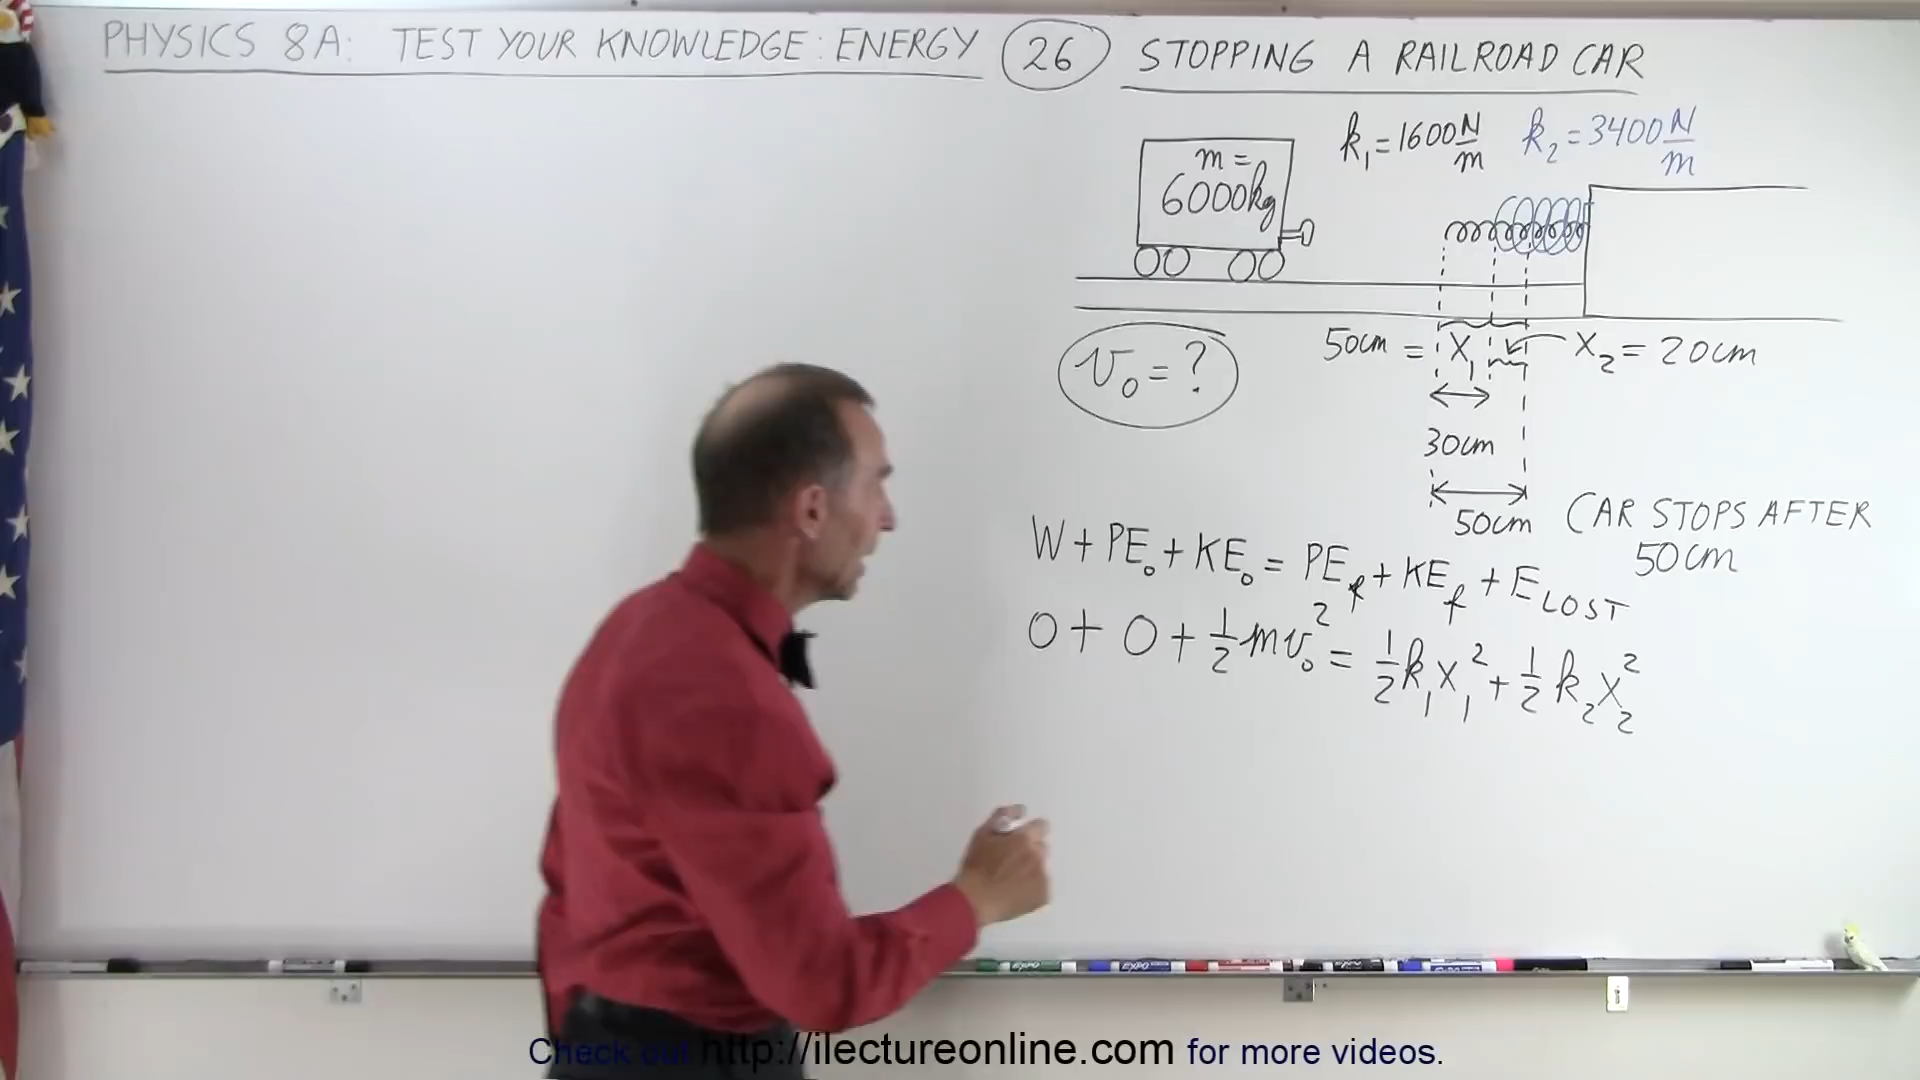 PHYSICS 8A: TEST YOUR KNOWLEDGE: ENERGY 26 STOPPING A RAILROAD CAR
k₁ = 1600 N/m k₂ = 3400 N/m
m =
6000kg
50cm = X₁ X₂ = 20cm
v₀ = ?
30cm
50cm CAR STOPS AFTER
50cm
W + PE₀ + KE₀ = PE_f + KE_f + E_LOST
0 + 0 + ½mv₀² = ½k₁x₁² + ½k₂x₂²
Check out http://ilectureonline.com for more videos.